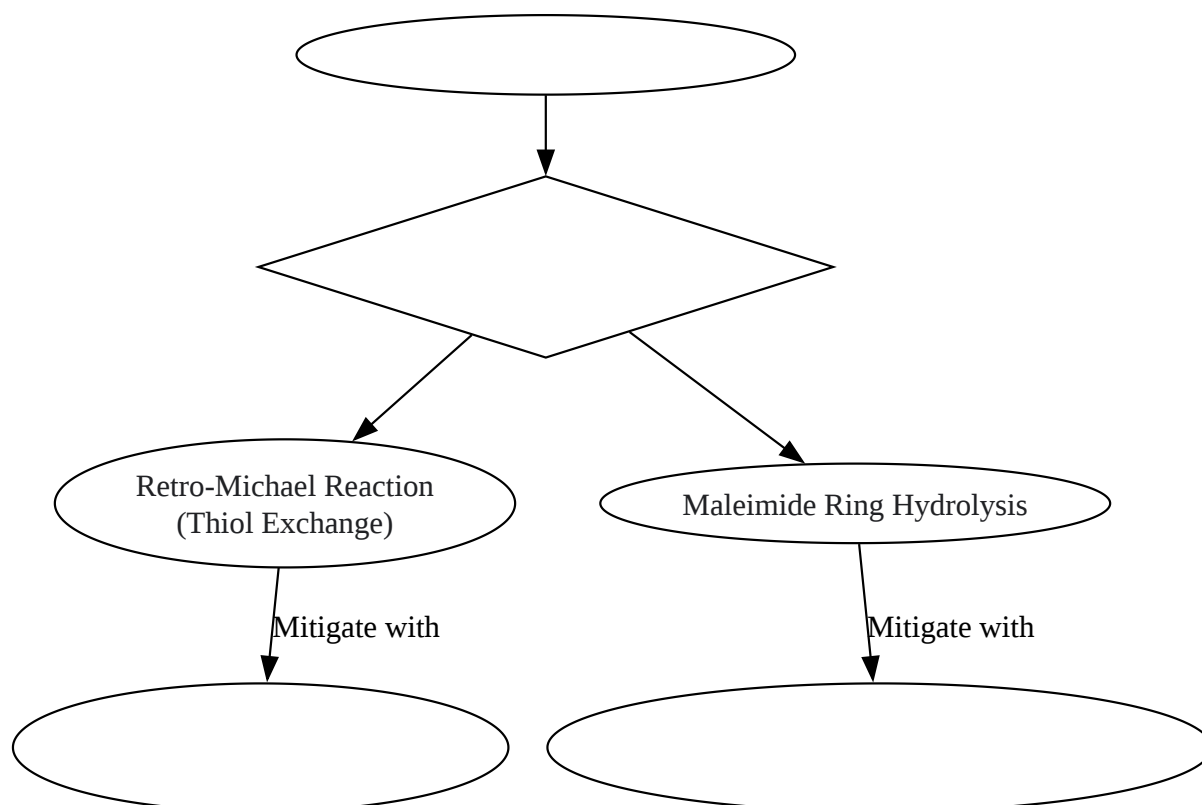 Retro-Michael Reaction
(Thiol Exchange)
Maleimide Ring Hydrolysis
Mitigate with
Mitigate with